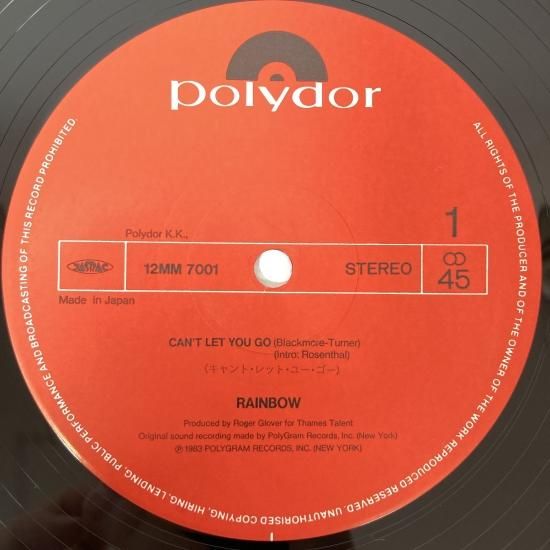 polydor
Polydor K.K.,
1
JASRAC
12MM 7001
STEREO
45
Made in Japan
CAN'T LET YOU GO (Blackmore-Turner)
(Intro: Rosenthal)
(キャント・レット・ユー・ゴー)
RAINBOW
Produced by Roger Glover for Thames Talent
Original sound recording made by PolyGram Records, Inc. (New York)
Ⓟ 1983 POLYGRAM RECORDS, INC. (NEW YORK)
ALL RIGHTS OF THE PRODUCER AND OF THE OWNER OF THE WORK REPRODUCED RESERVED. UNAUTHORISED COPYING, HIRING, LENDING, PUBLIC PERFORMANCE AND BROADCASTING OF THIS RECORD PROHIBITED.